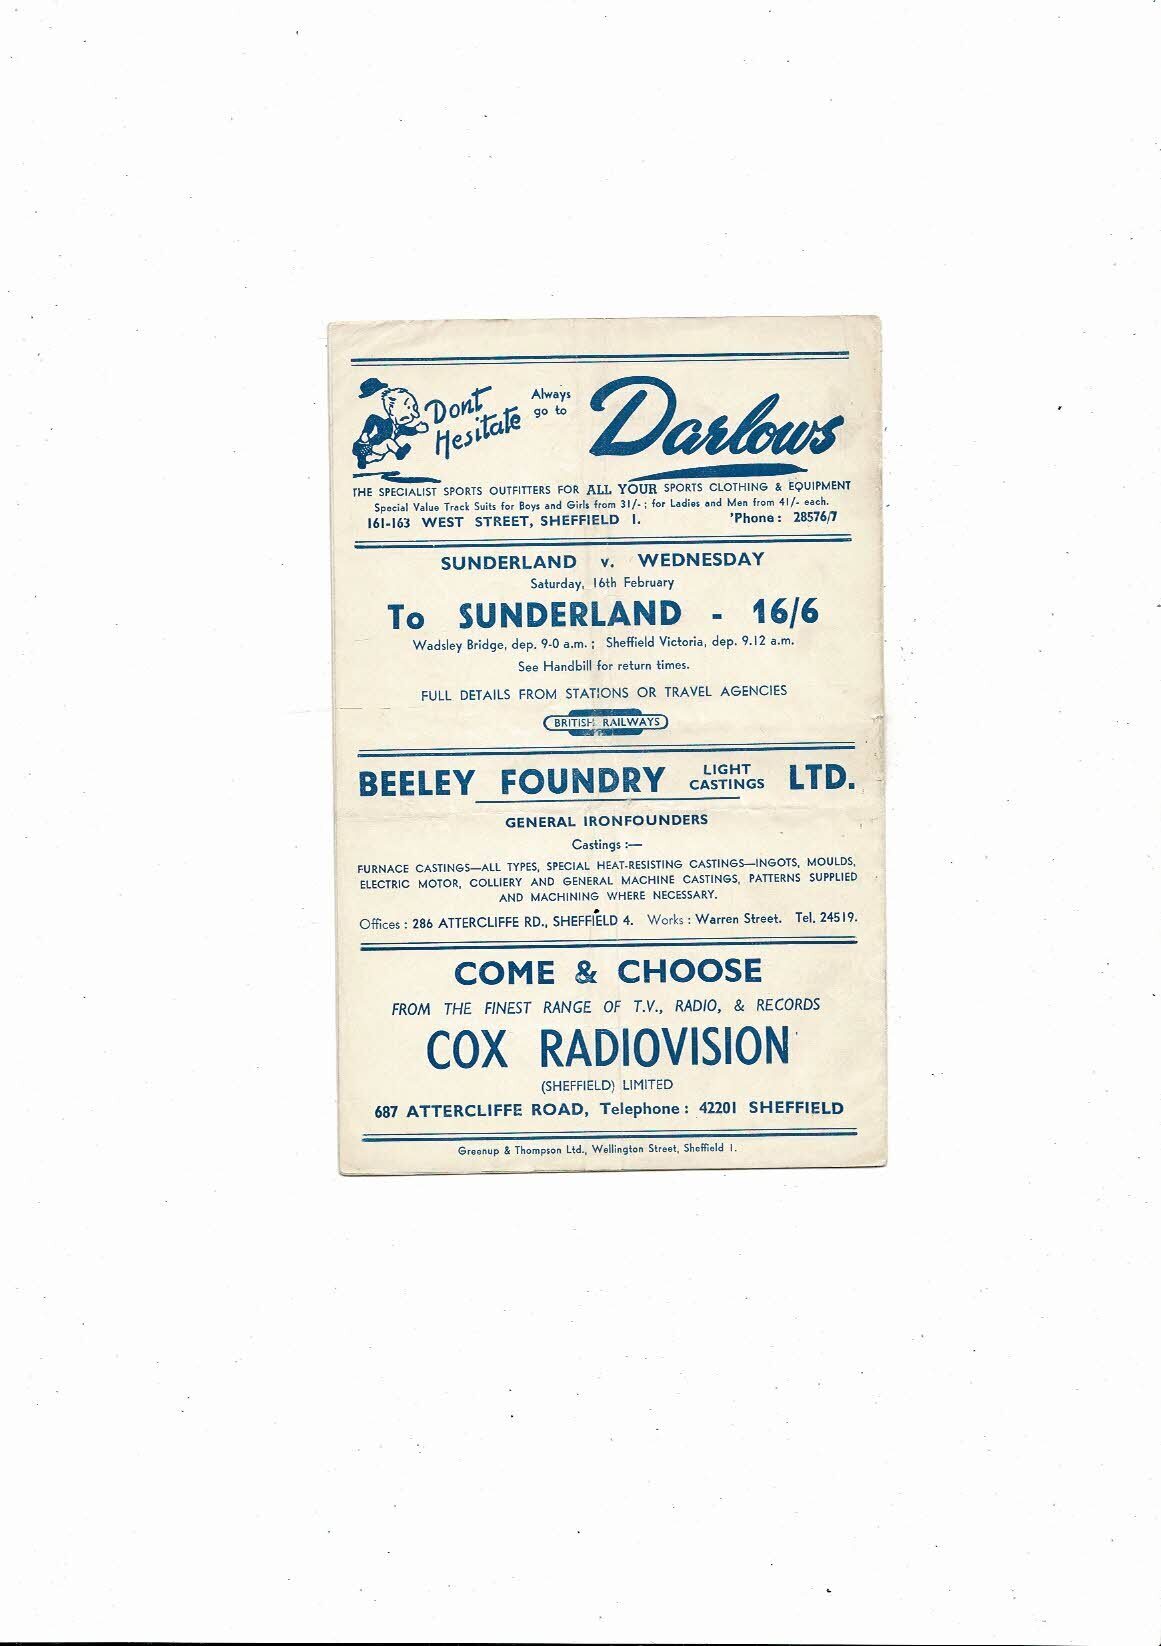 Dont Hesitate
Always go to
Darlows
THE SPECIALIST SPORTS OUTFITTERS FOR ALL YOUR SPORTS CLOTHING & EQUIPMENT
Special Value Track Suits for Boys and Girls from 31/- ; for Ladies and Men from 41/- each.
161-163 WEST STREET, SHEFFIELD 1. 'Phone : 28576/7
SUNDERLAND v. WEDNESDAY
Saturday, 16th February
To SUNDERLAND - 16/6
Wadsley Bridge, dep. 9-0 a.m. ; Sheffield Victoria, dep. 9.12 a.m.
See Handbill for return times.
FULL DETAILS FROM STATIONS OR TRAVEL AGENCIES
BRITISH RAILWAYS
BEELEY FOUNDRY LIGHT CASTINGS LTD.
GENERAL IRONFOUNDERS
Castings :—
FURNACE CASTINGS—ALL TYPES, SPECIAL HEAT-RESISTING CASTINGS—INGOTS, MOULDS,
ELECTRIC MOTOR, COLLIERY AND GENERAL MACHINE CASTINGS, PATTERNS SUPPLIED
AND MACHINING WHERE NECESSARY.
Offices : 286 ATTERCLIFFE RD., SHEFFIELD 4. Works : Warren Street. Tel. 24519.
COME & CHOOSE
FROM THE FINEST RANGE OF T.V., RADIO, & RECORDS
COX RADIOVISION
(SHEFFIELD) LIMITED
687 ATTERCLIFFE ROAD, Telephone : 42201 SHEFFIELD
Greenup & Thompson Ltd., Wellington Street, Sheffield 1.